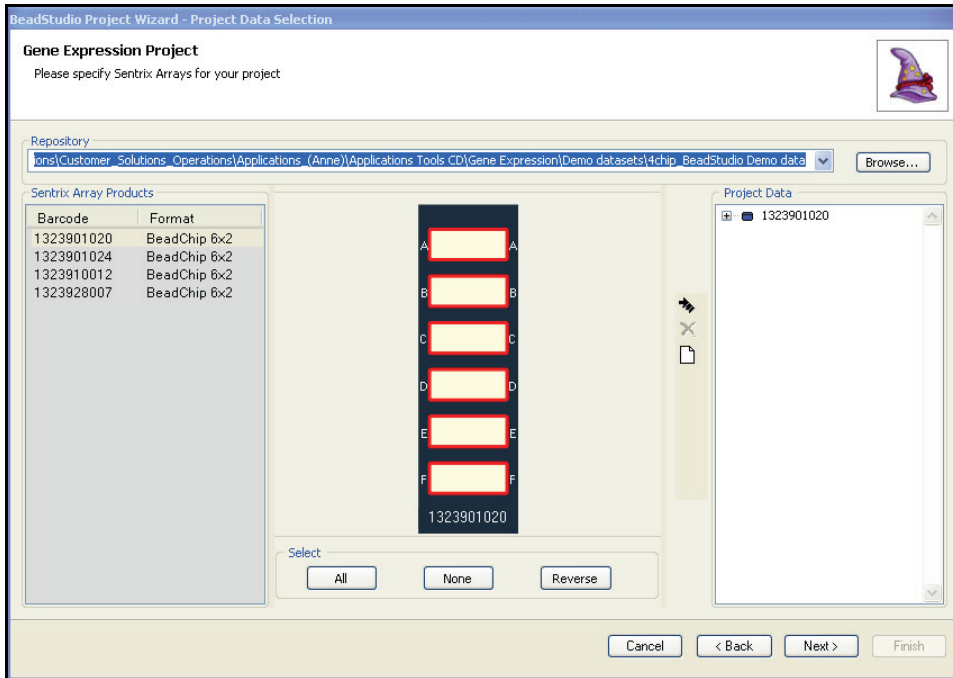 BeadStudio Project Wizard - Project Data Selection
Gene Expression Project
Please specify Sentrix Arrays for your project
Repository
ions\Customer_Solutions_Operations\Applications_(Anne)\Applications Tools CD\Gene Expression\Demo datasets\4chip_BeadStudio Demo data
Browse...
Sentrix Array Products
Barcode Format
1323901020 BeadChip 6x2
1323901024 BeadChip 6x2
1323910012 BeadChip 6x2
1323928007 BeadChip 6x2
A A
B B
C C
D D
E E
F F
1323901020
Select
All None Reverse
Project Data
1323901020
Cancel < Back Next > Finish